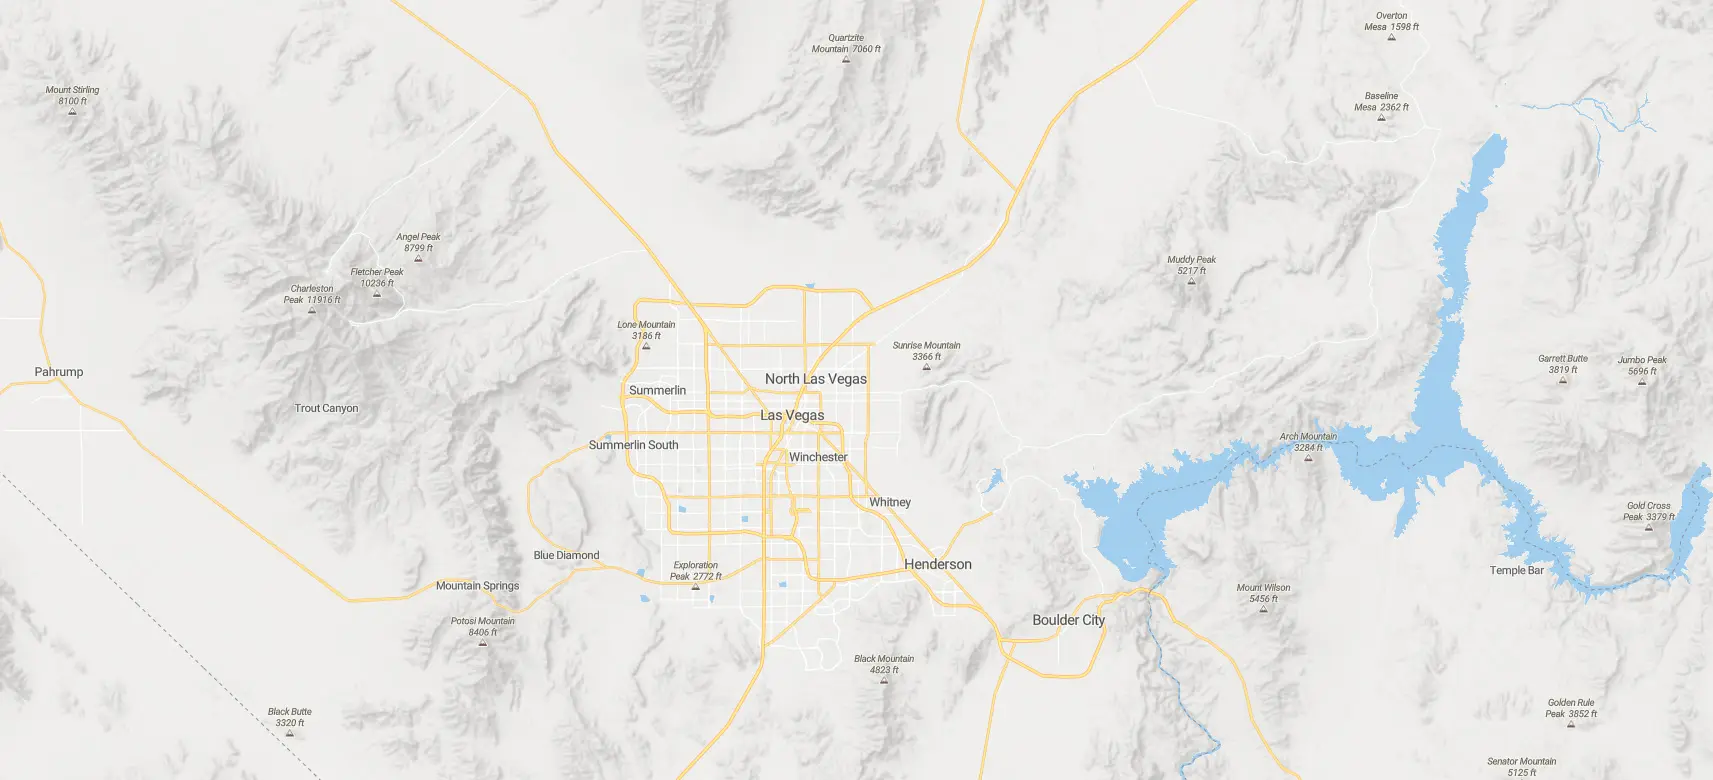 Overton
Mesa 1598 ft
Quartzite
Mountain 7060 ft
Mount Stirling
8100 ft
Baseline
Mesa 2362 ft
Angel Peak
8799 ft
Muddy Peak
5217 ft
Fletcher Peak
10236 ft
Charleston
Peak 11916 ft
Lone Mountain
3186 ft
Sunrise Mountain
3366 ft
Garrett Butte
3819 ft
Jumbo Peak
5696 ft
Pahrump
North Las Vegas
Summerlin
Trout Canyon
Las Vegas
Summerlin South
Arch Mountain
3284 ft
Winchester
Whitney
Gold Cross
Peak 3379 ft
Blue Diamond
Henderson
Exploration
Peak 2772 ft
Temple Bar
Mountain Springs
Mount Wilson
5456 ft
Potosi Mountain
8406 ft
Boulder City
Black Mountain
4823 ft
Black Butte
3320 ft
Golden Rule
Peak 3852 ft
Senator Mountain
5125 ft